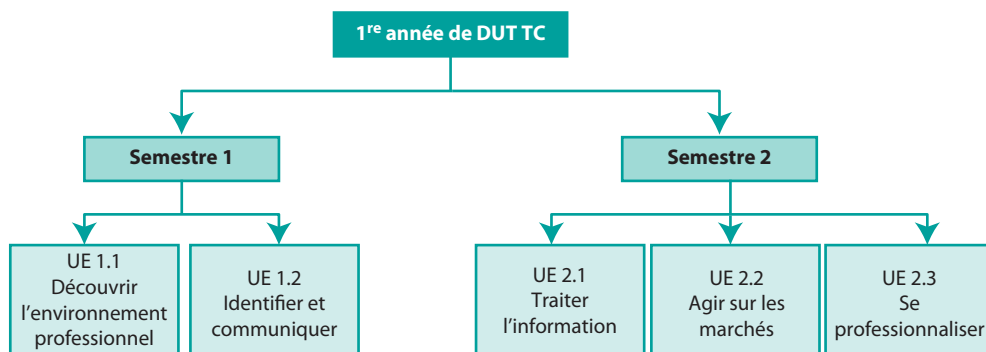 1re année de DUT TC
Semestre 1
Semestre 2
UE 1.1
Découvrir
l'environnement
professionnel
UE 1.2
Identifier et
communiquer
UE 2.1
Traiter
l'information
UE 2.2
Agir sur les
marchés
UE 2.3
Se
professionnaliser